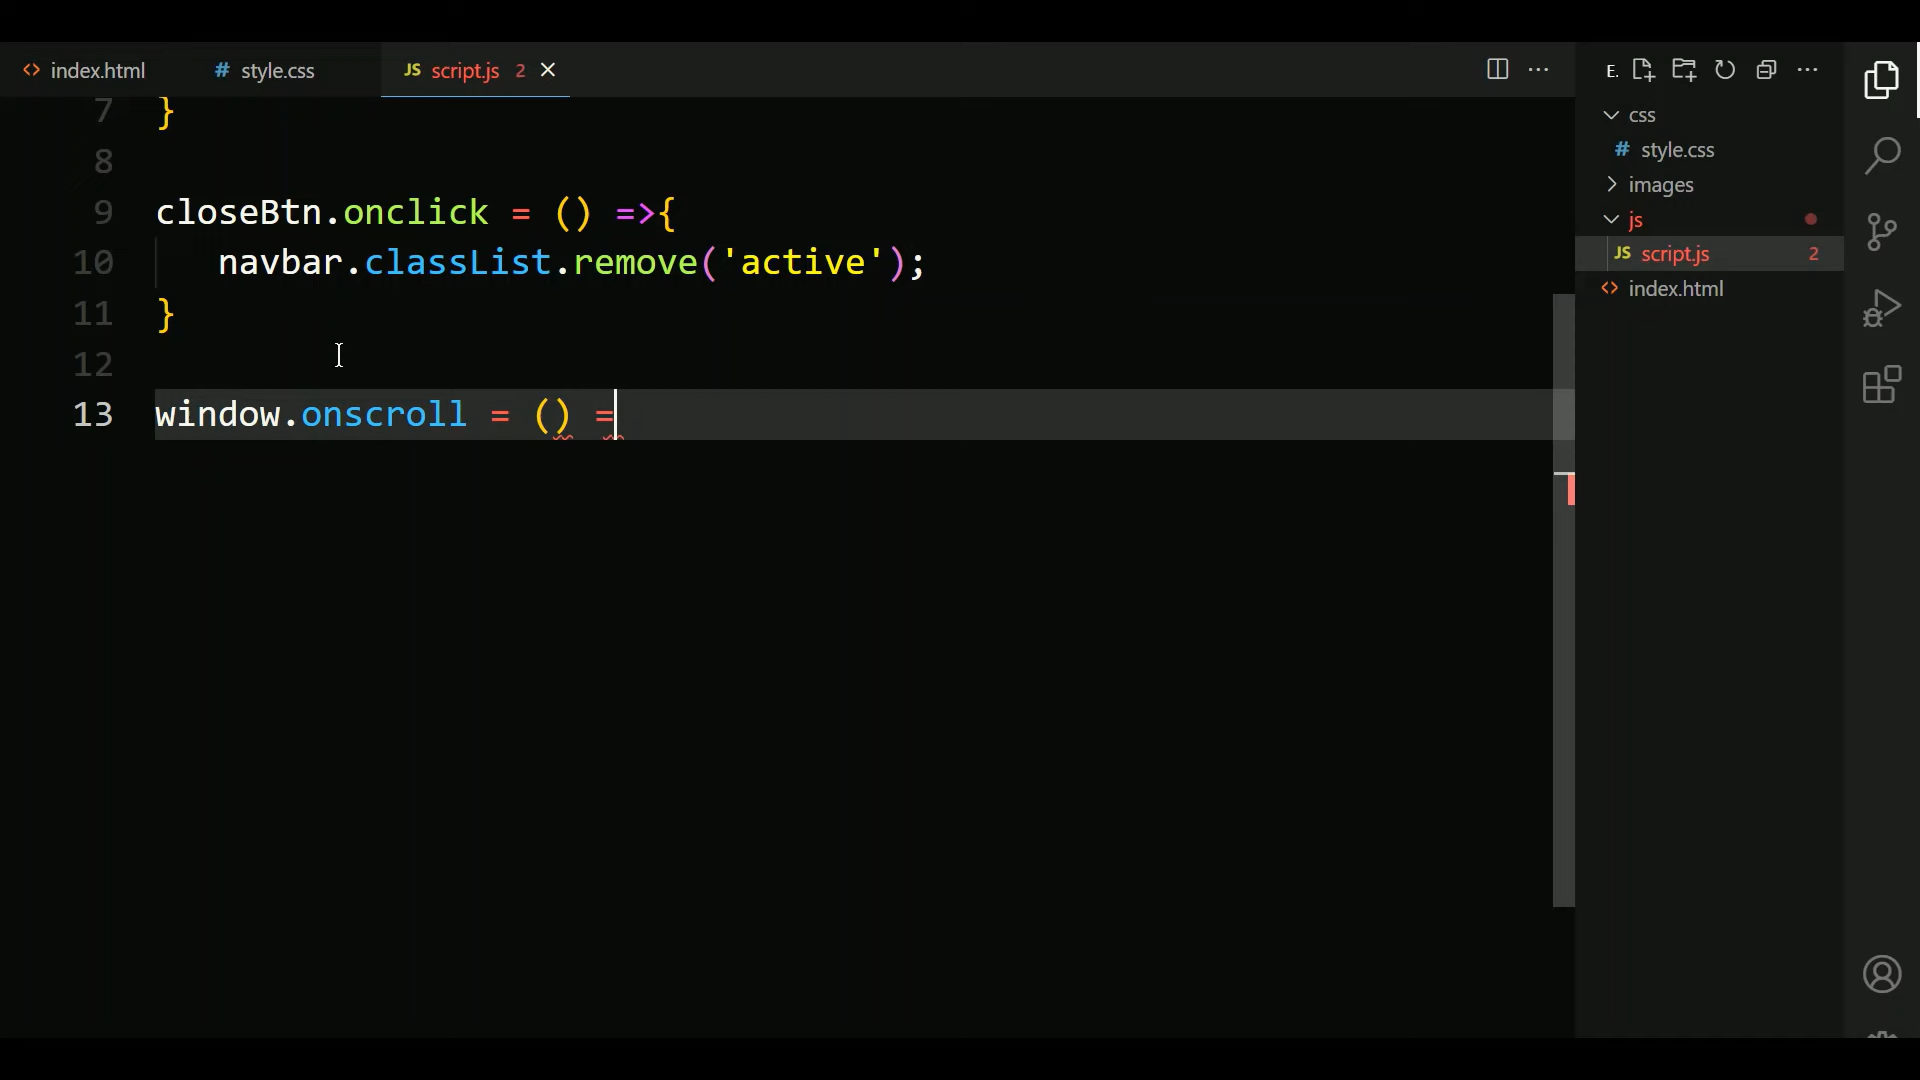 index.html
style.css
JS script.js 2
E.
7 }
8
9 closeBtn.onclick = () =>{
10 navbar.classList.remove('active');
11 }
12
13 window.onscroll = () =
css
# style.css
images
js
JS script.js 2
index.html